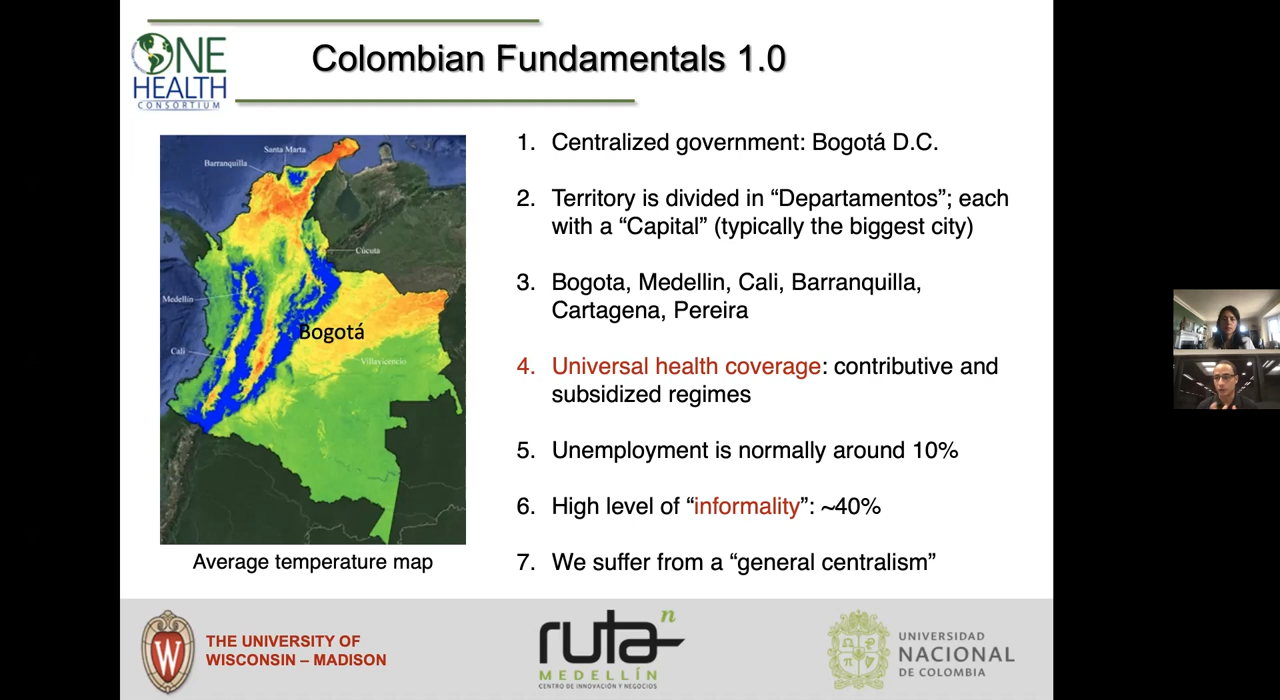 ONE
HEALTH
CONSORTIUM
Colombian Fundamentals 1.0
Santa Marta
Barranquilla
Cúcuta
Medellín
Bogotá
Cali
Villavicencio
Average temperature map
1. Centralized government: Bogotá D.C.
2. Territory is divided in “Departamentos”; each
with a “Capital” (typically the biggest city)
3. Bogota, Medellin, Cali, Barranquilla,
Cartagena, Pereira
4. Universal health coverage: contributive and
subsidized regimes
5. Unemployment is normally around 10%
6. High level of “informality”: ~40%
7. We suffer from a “general centralism”
W
THE UNIVERSITY OF
WISCONSIN – MADISON
ruta n
MEDELLÍN
CENTRO DE INNOVACIÓN Y NEGOCIOS
UNIVERSIDAD
NACIONAL
DE COLOMBIA